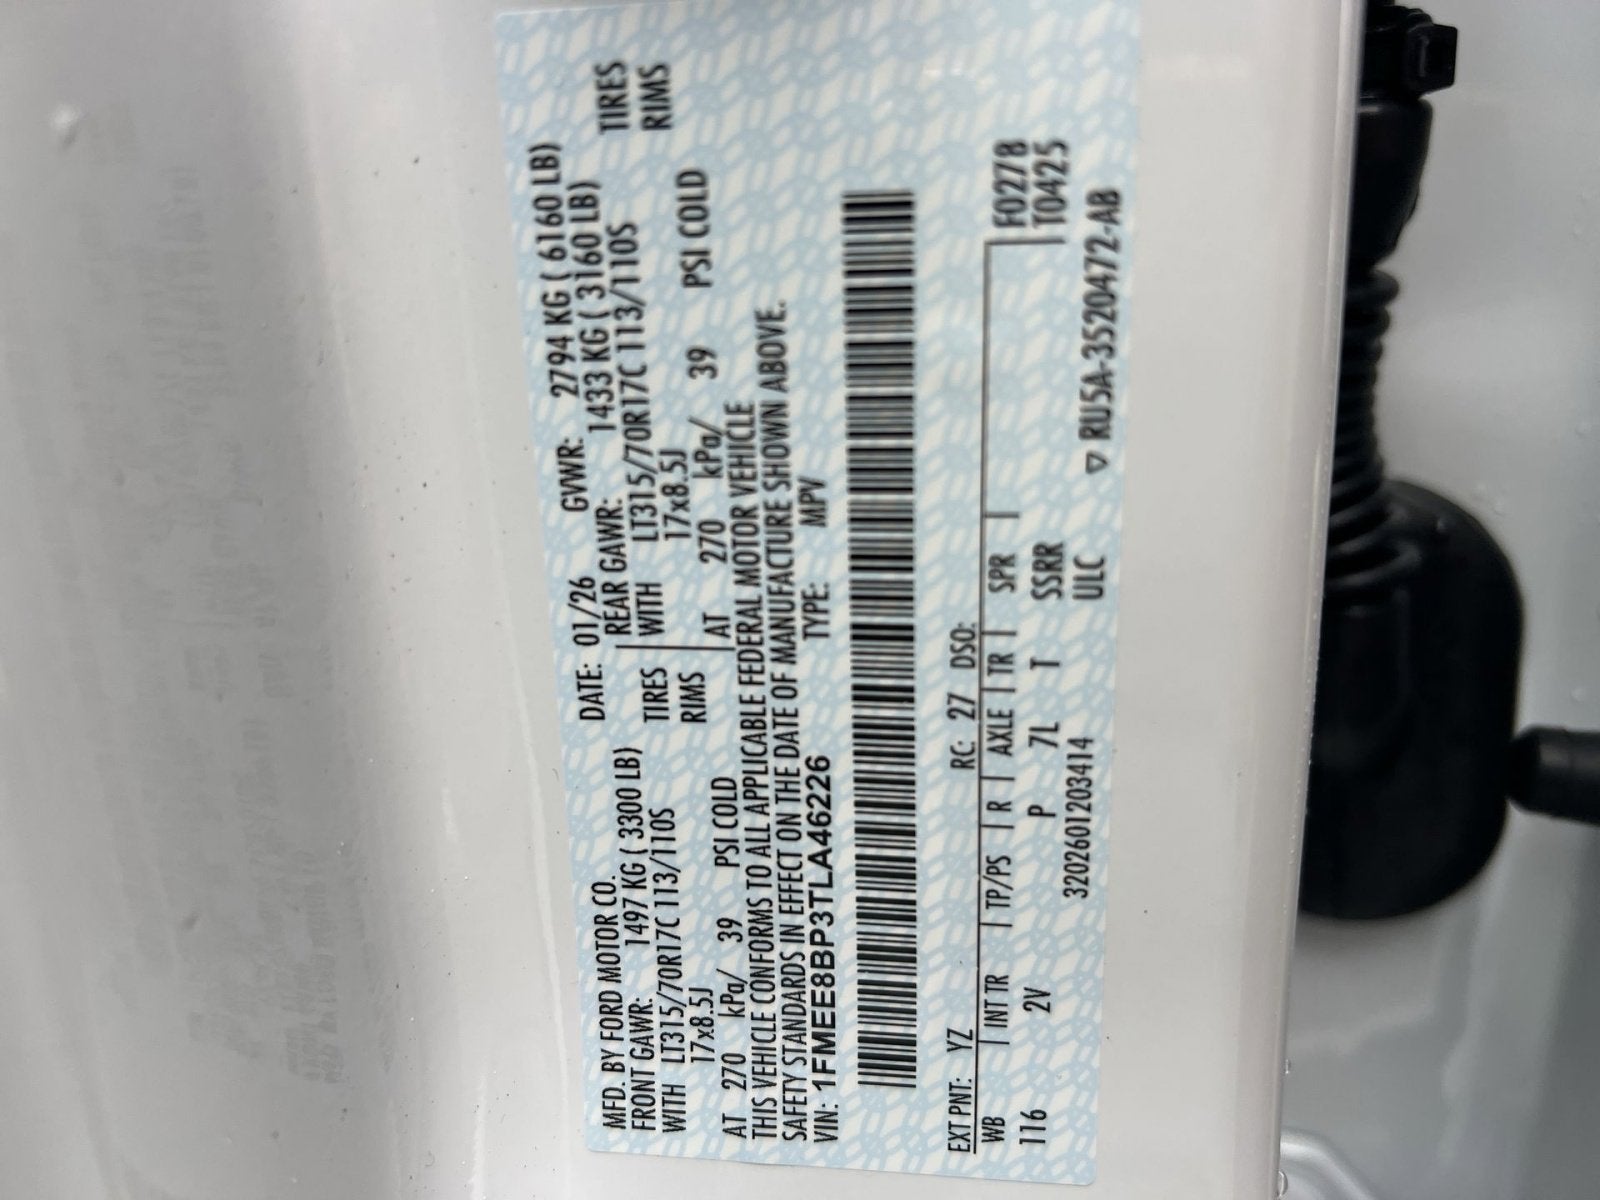 MFD. BY FORD MOTOR CO. DATE: 01/26 GVWR: 2794 KG ( 6160 LB)
FRONT GAWR: 1497 KG ( 3300 LB) REAR GAWR: 1433 KG ( 3160 LB)
WITH LT315/70R17C 113/110S TIRES WITH LT315/70R17C 113/110S TIRES
17x8.5J RIMS 17x8.5J RIMS
AT 270 kPa/ 39 PSI COLD AT 270 kPa/ 39 PSI COLD
THIS VEHICLE CONFORMS TO ALL APPLICABLE FEDERAL MOTOR VEHICLE
SAFETY STANDARDS IN EFFECT ON THE DATE OF MANUFACTURE SHOWN ABOVE.
VIN: 1FMEE8BP3TLA46226 TYPE: MPV
EXT PNT: YZ RC: 27 DSO:
WB | INT TR | TP/PS | R | AXLE | TR | SPR | F0278
116 2V P 7L T SSRR T0425
3202601203414 ULC ▽ RU5A-3520472-AB